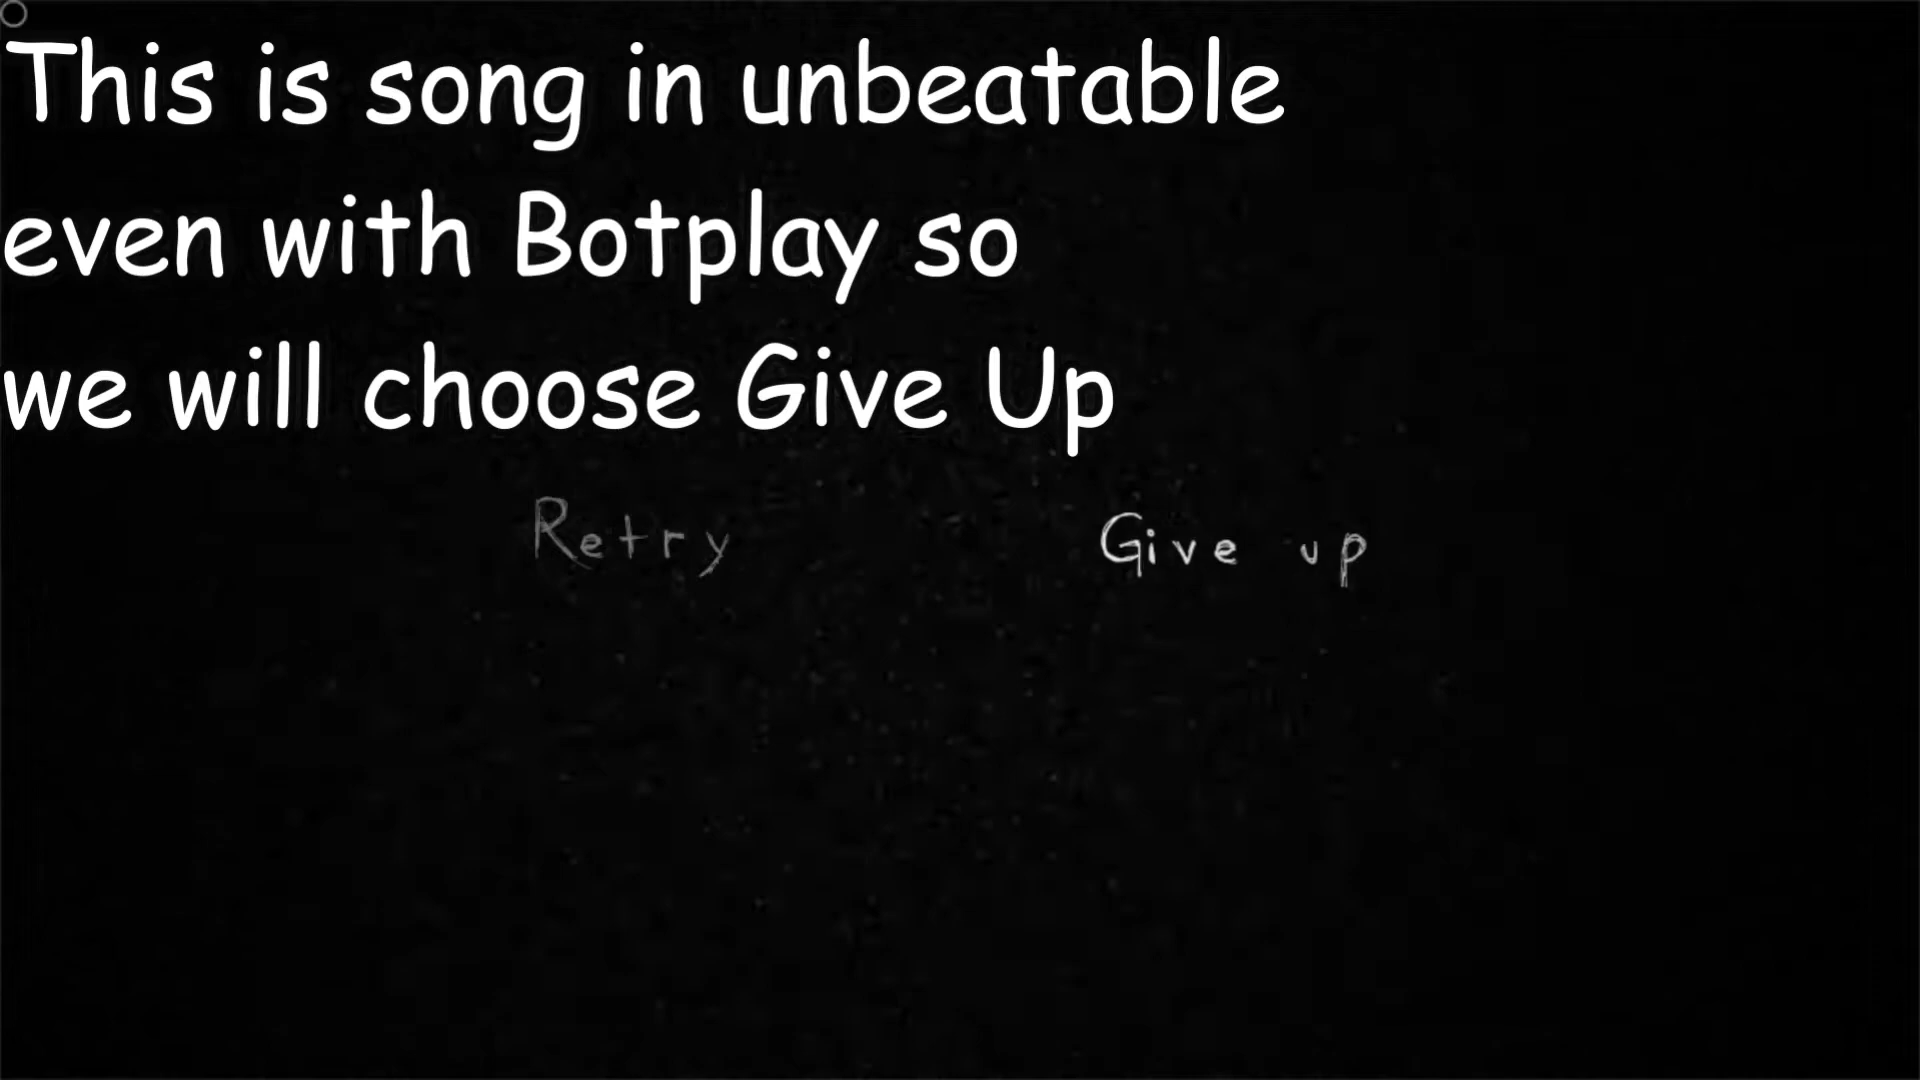 This is song in unbeatable
even with Botplay so
we will choose Give Up
Retry Give up